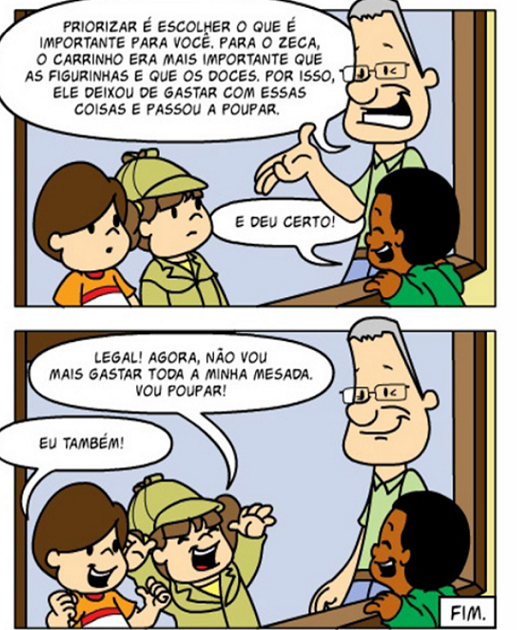 PRIORIZAR É ESCOLHER O QUE É
IMPORTANTE PARA VOCÊ. PARA O ZECA,
O CARRINHO ERA MAIS IMPORTANTE QUE
AS FIGURINHAS E QUE OS DOCES. POR ISSO,
ELE DEIXOU DE GASTAR COM ESSAS
COISAS E PASSOU A POUPAR.
E DEU CERTO!
LEGAL! AGORA, NÃO VOU
MAIS GASTAR TODA A MINHA MESADA.
VOU POUPAR!
EU TAMBÉM!
FIM.